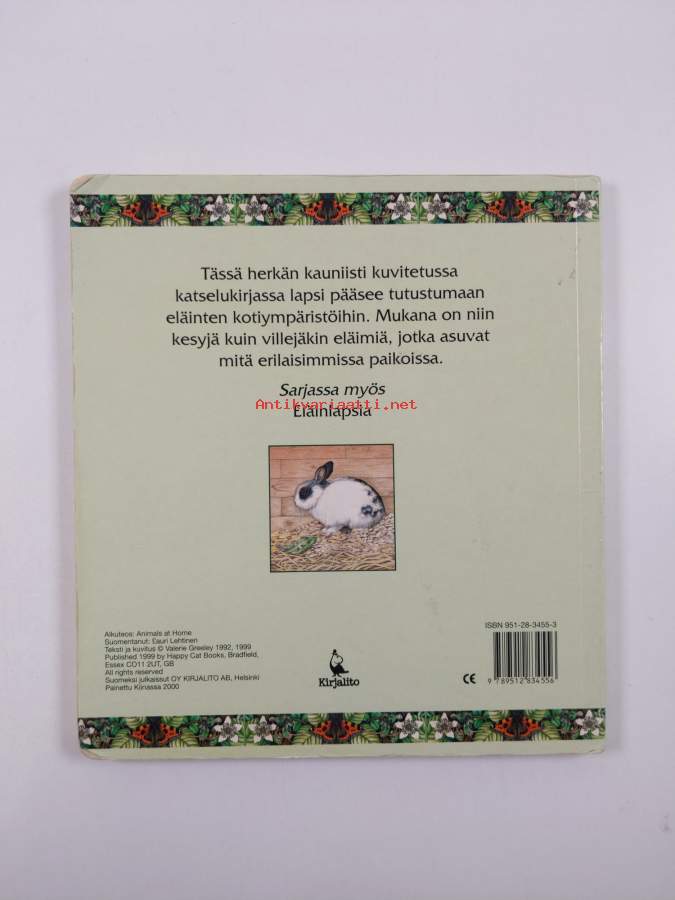 Tässä herkän kauniisti kuvitetussa
katselukirjassa lapsi pääsee tutustumaan
eläinten kotiympäristöihin. Mukana on niin
kesyjä kuin villejäkin eläimiä, jotka asuvat
mitä erilaisimmissa paikoissa.
Sarjassa myös
Antikvariaatti.net
Eläinlapsia
ISBN 951-28-3455-3
Alkuteos: Animals at Home
Suomentanut: Lauri Lehtinen
Teksti ja kuvitus © Valerie Greeley 1992, 1999
Published 1999 by Happy Cat Books, Bradfield,
Essex CO11 2UT, GB
All rights reserved
Suomeksi julkaissut OY KIRJALITO AB, Helsinki
Painettu Kiinassa 2000
Kirjalito
CE
9 789512 834556